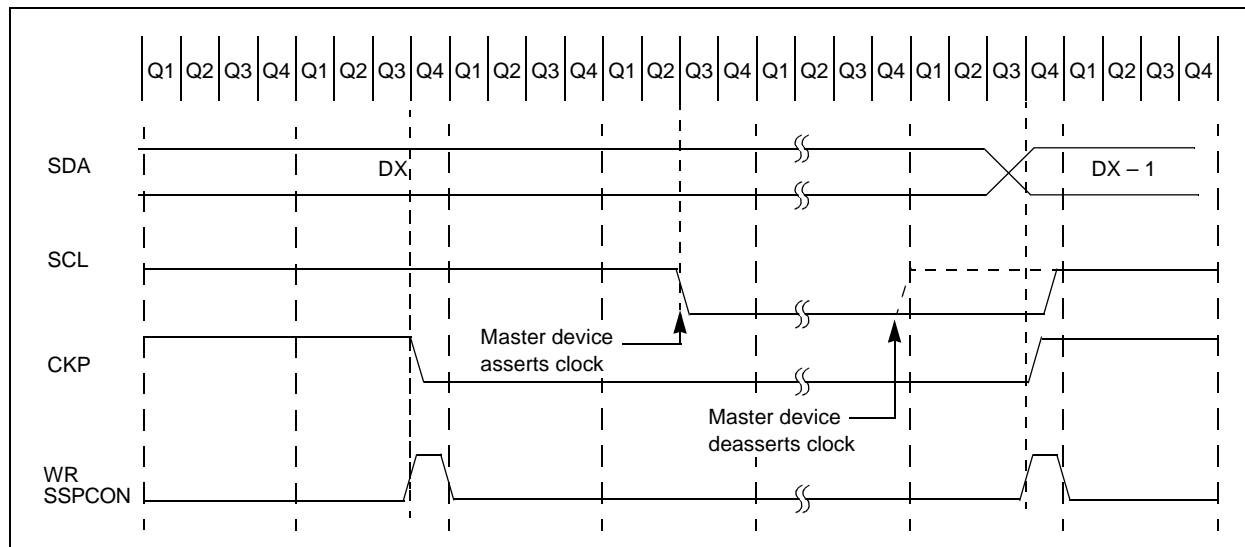 Q1 Q2 Q3 Q4 Q1 Q2 Q3 Q4 Q1 Q2 Q3 Q4 Q1 Q2 Q3 Q4 Q1 Q2 Q3 Q4 Q1 Q2 Q3 Q4 Q1 Q2 Q3 Q4
SDA
DX
DX – 1
SCL
Master device
asserts clock
CKP
Master device
deasserts clock
WR
SSPCON